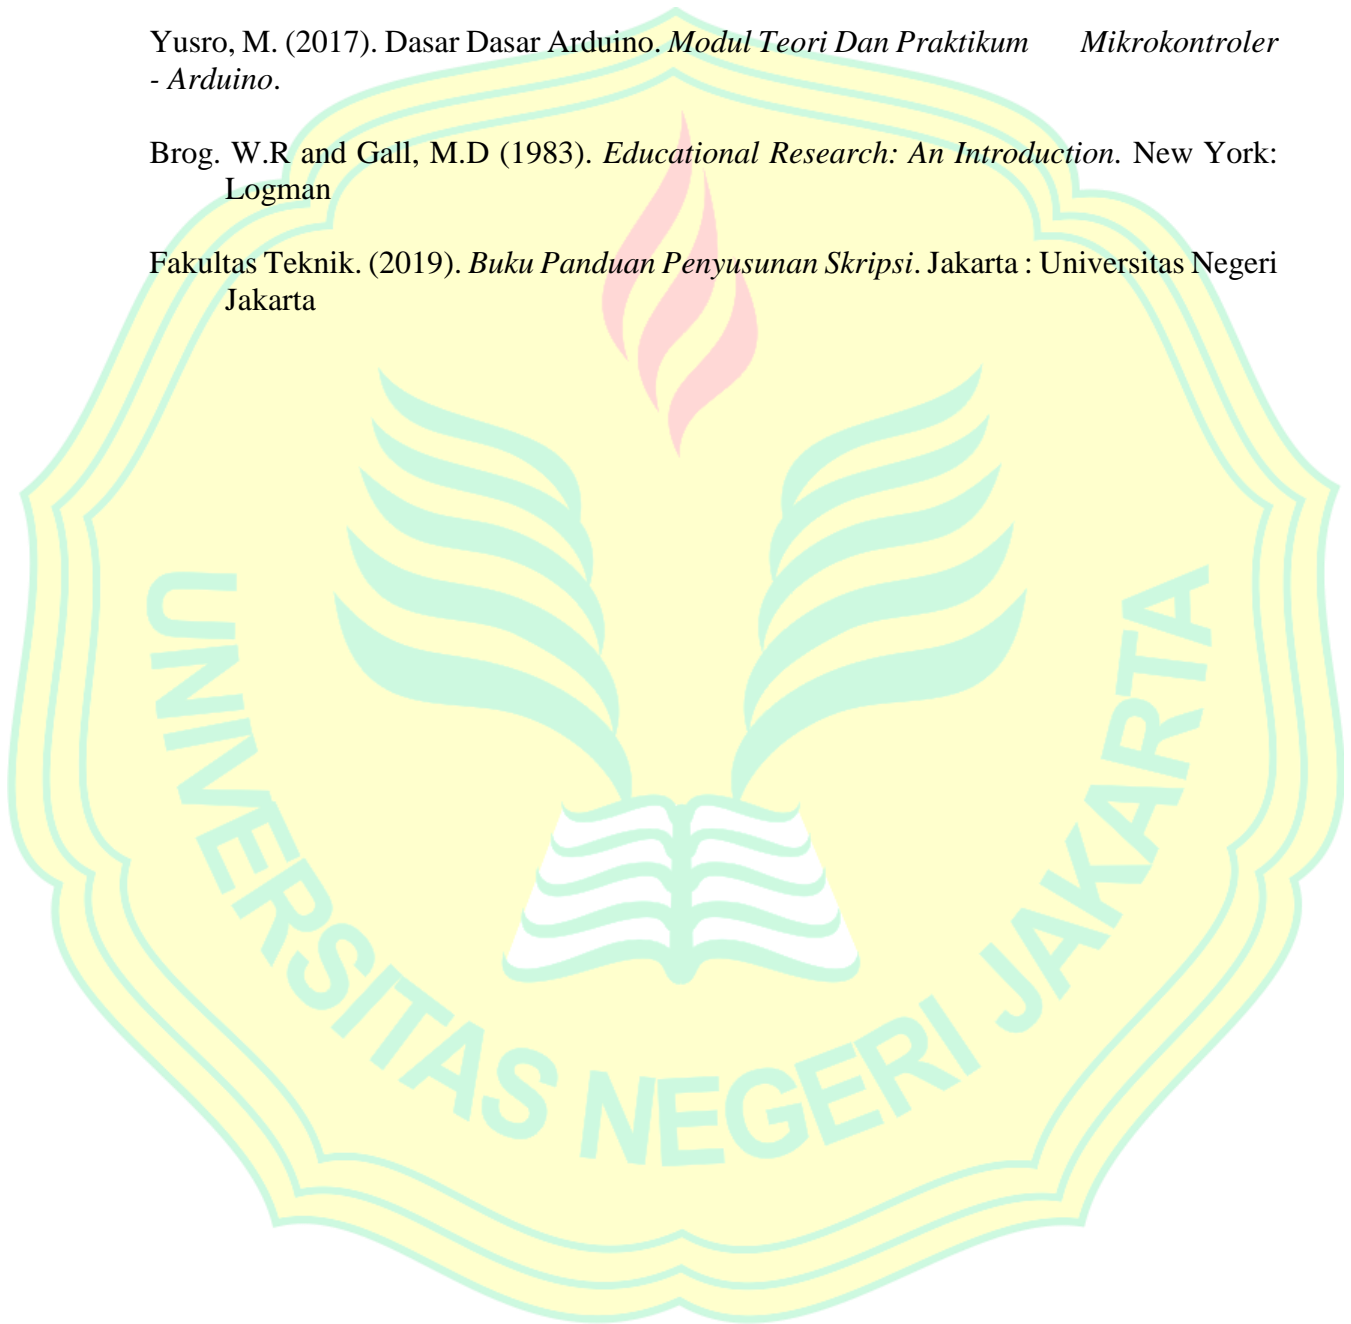 Yusro, M. (2017). Dasar Dasar Arduino. Modul Teori Dan Praktikum Mikrokontroler
- Arduino.
Brog. W.R and Gall, M.D (1983). Educational Research: An Introduction. New York:
Logman
Fakultas Teknik. (2019). Buku Panduan Penyusunan Skripsi. Jakarta : Universitas Negeri
Jakarta
UNIVERSITAS NEGERI JAKARTA